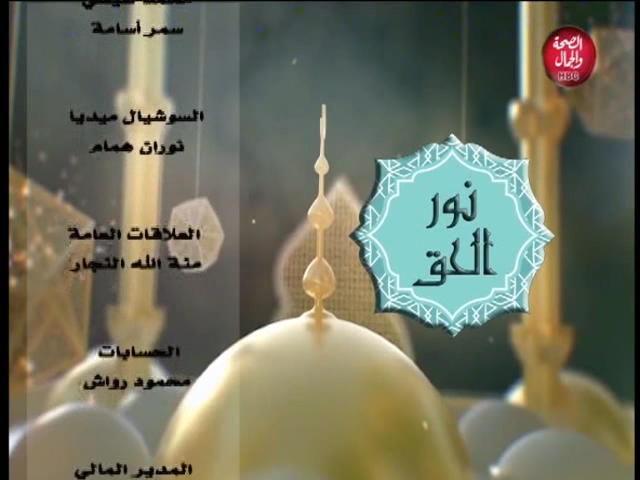 سمر أسامة
السوشيال ميديا
نوران همام
العلاقات العامة
منة الله النجار
الحسابات
محمود رواش
المدير المالي
نور
الحق
الصحة
والجمال
HBC